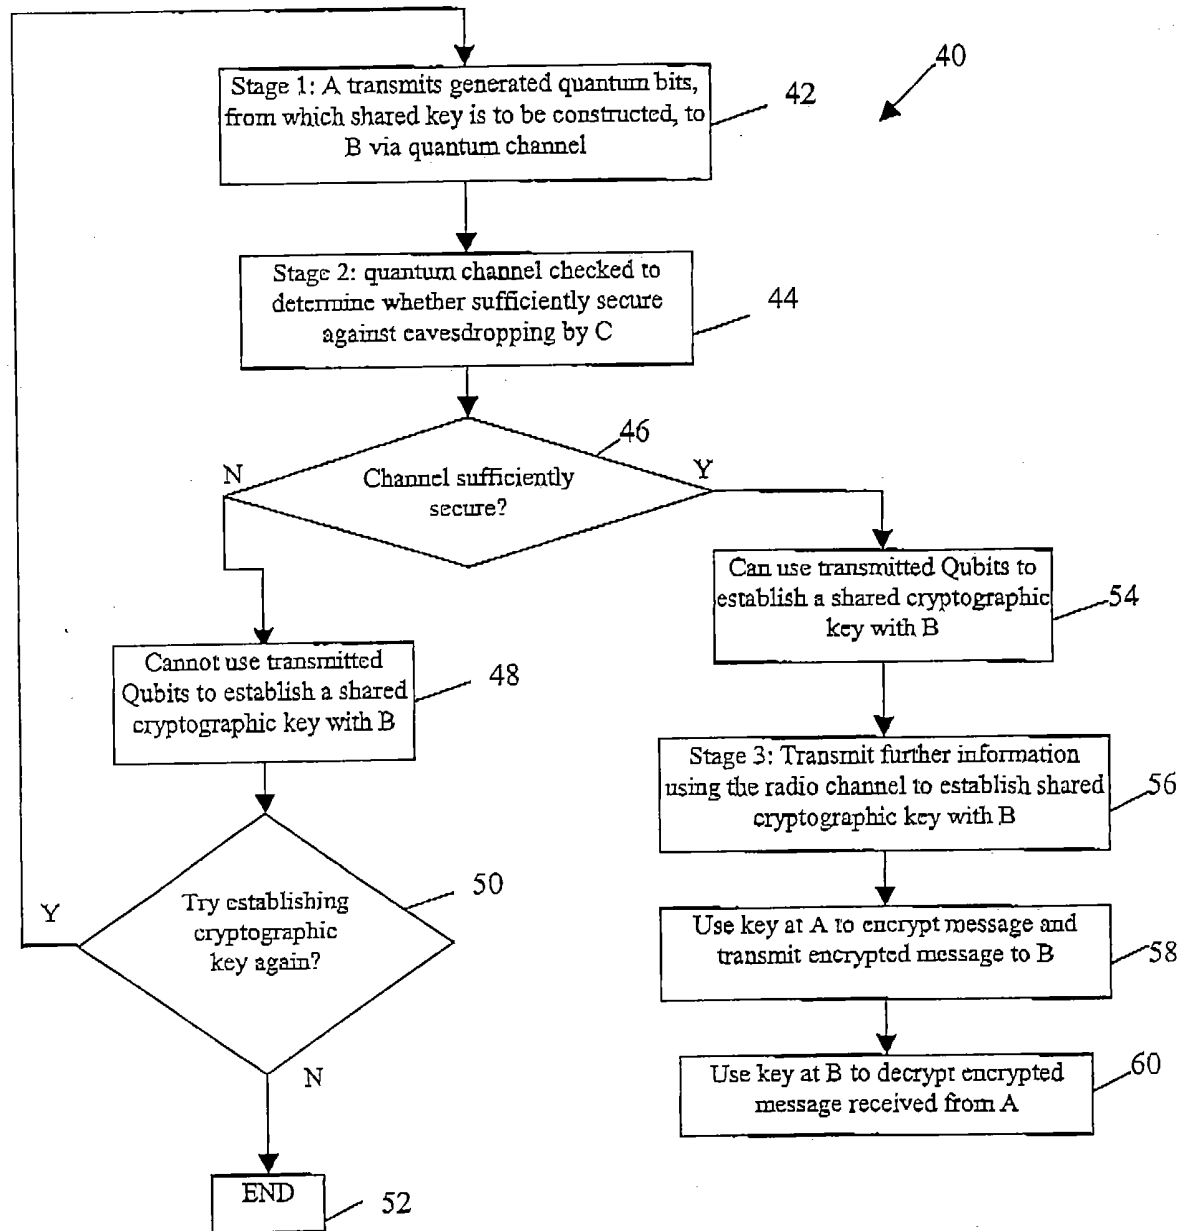 40
Stage 1: A transmits generated quantum bits,
from which shared key is to be constructed, to
B via quantum channel
42
Stage 2: quantum channel checked to
determine whether sufficiently secure
against eavesdropping by C
44
46
N
Y
Channel sufficiently
secure?
Can use transmitted Qubits to
establish a shared cryptographic
key with B
54
Cannot use transmitted
Qubits to establish a shared
cryptographic key with B
48
Stage 3: Transmit further information
using the radio channel to establish shared
cryptographic key with B
56
Y
Try establishing
cryptographic
key again?
50
Use key at A to encrypt message and
transmit encrypted message to B
58
N
Use key at B to decrypt encrypted
message received from A
60
END
52